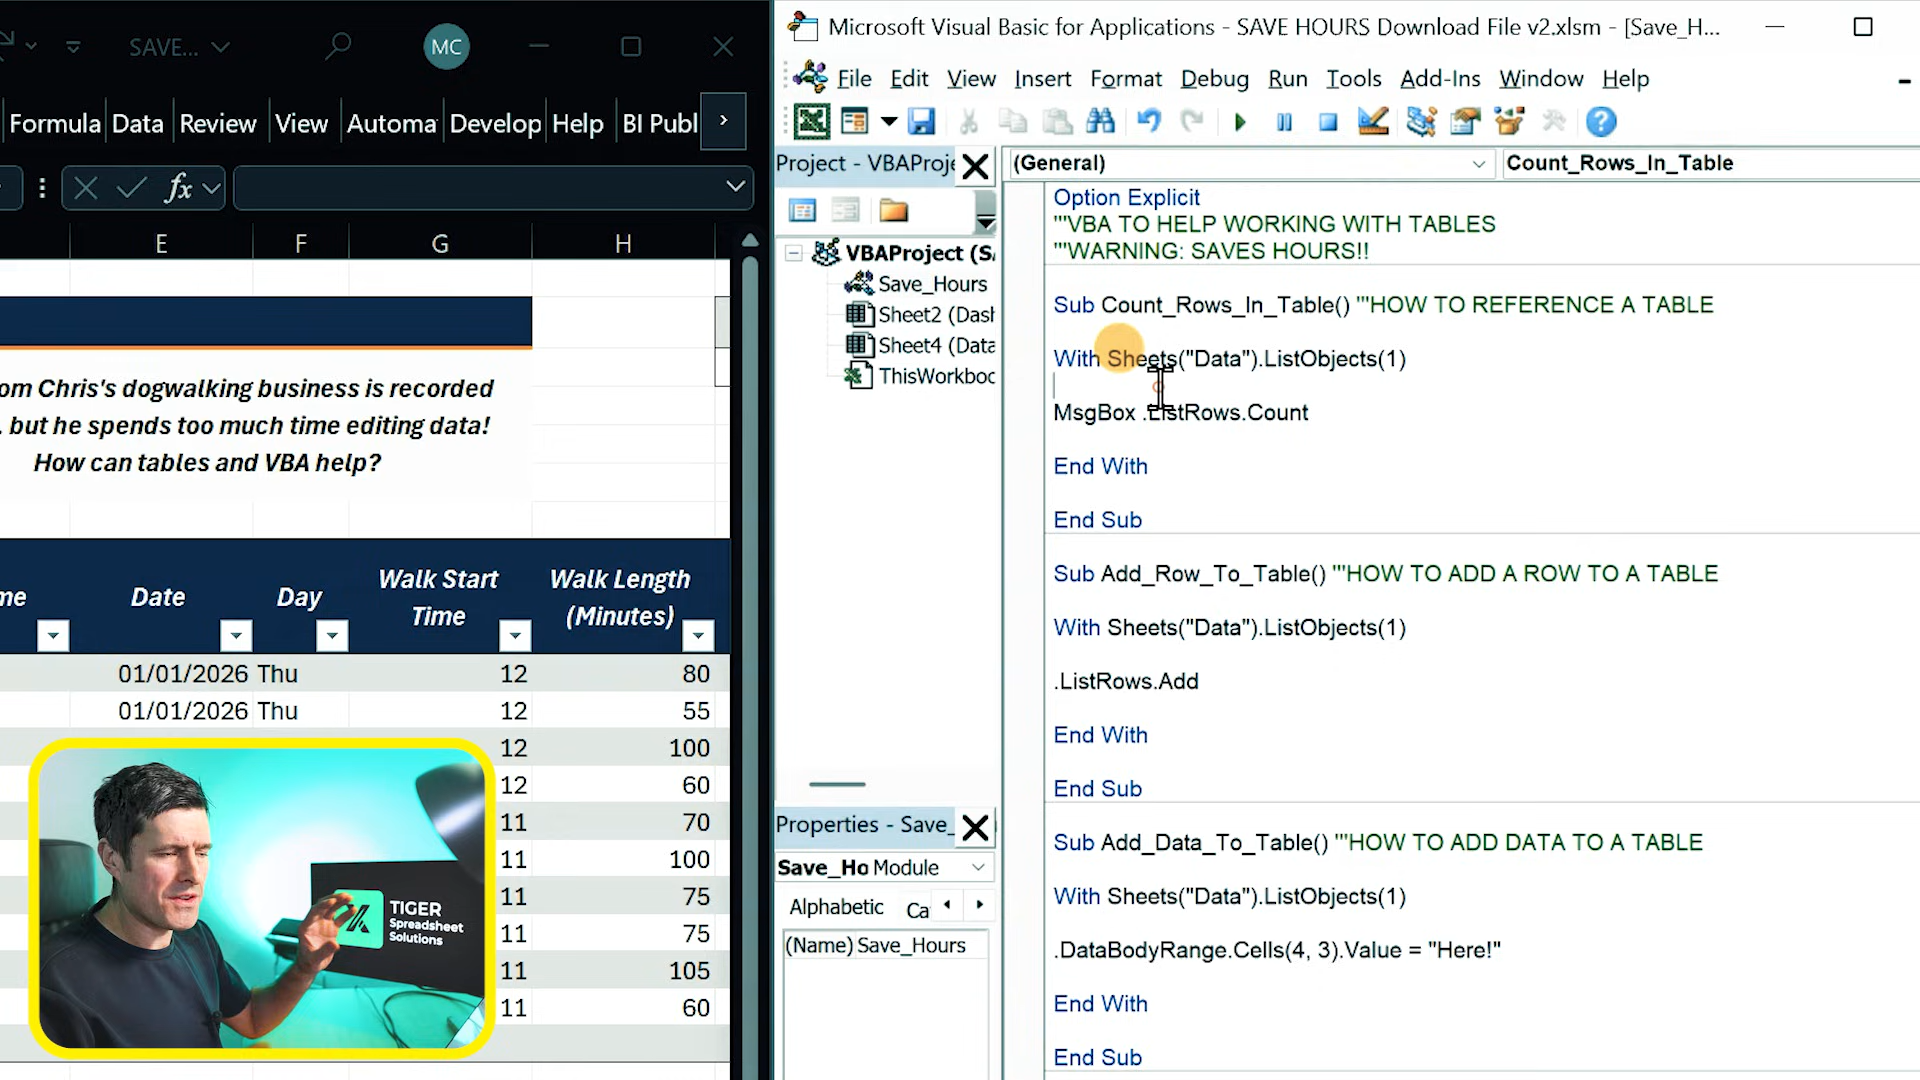 SAVE...
MC
Formula
Data
Review
View
Automa
Develop
Help
BI Publ
fx
E
F
G
H
om Chris's dogwalking business is recorded
. but he spends too much time editing data!
How can tables and VBA help?
me
Date
Day
Walk Start
Time
Walk Length
(Minutes)
01/01/2026 Thu 12 80
01/01/2026 Thu 12 55
12 100
12 60
11 70
11 100
11 75
11 75
11 105
11 60
TIGER
Spreadsheet
Solutions
Microsoft Visual Basic for Applications - SAVE HOURS Download File v2.xlsm - [Save_H...
File Edit View Insert Format Debug Run Tools Add-Ins Window Help
Project - VBAProje
VBAProject (SA
Save_Hours
Sheet2 (Dash
Sheet4 (Data
ThisWorkboo
Properties - Save_
Save_Ho Module
Alphabetic
Ca
(Name) Save_Hours
(General)
Count_Rows_In_Table
Option Explicit
'''VBA TO HELP WORKING WITH TABLES
'''WARNING: SAVES HOURS!!
Sub Count_Rows_In_Table() '''HOW TO REFERENCE A TABLE
With Sheets("Data").ListObjects(1)
MsgBox .ListRows.Count
End With
End Sub
Sub Add_Row_To_Table() '''HOW TO ADD A ROW TO A TABLE
With Sheets("Data").ListObjects(1)
.ListRows.Add
End With
End Sub
Sub Add_Data_To_Table() '''HOW TO ADD DATA TO A TABLE
With Sheets("Data").ListObjects(1)
.DataBodyRange.Cells(4, 3).Value = "Here!"
End With
End Sub